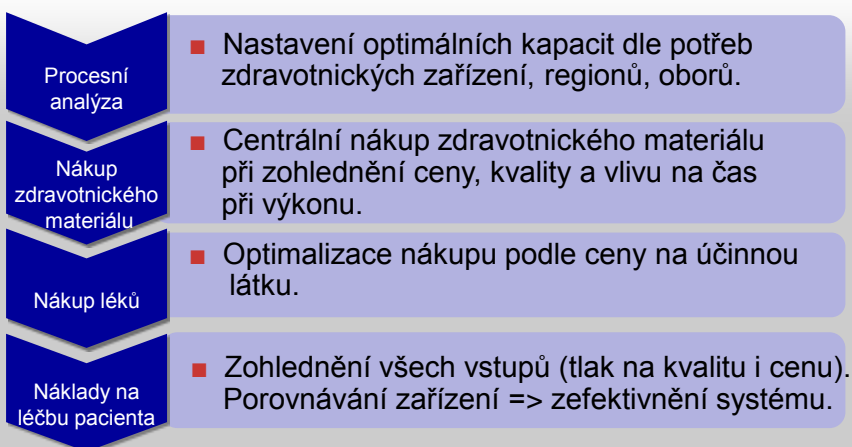 Procesní
analýza
■ Nastavení optimálních kapacit dle potřeb
zdravotnických zařízení, regionů, oborů.
Nákup
zdravotnického
materiálu
■ Centrální nákup zdravotnického materiálu
při zohlednění ceny, kvality a vlivu na čas
při výkonu.
Nákup léků
■ Optimalizace nákupu podle ceny na účinnou
látku.
Náklady na
léčbu pacienta
■ Zohlednění všech vstupů (tlak na kvalitu i cenu).
Porovnávání zařízení => zefektivnění systému.